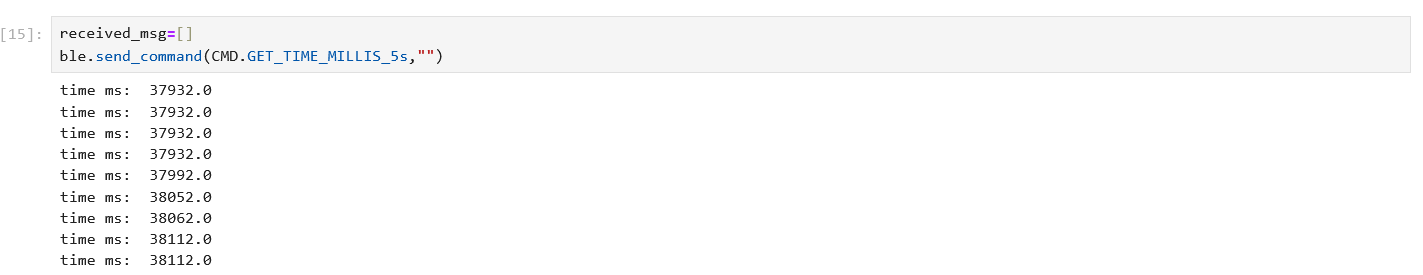 [15]: received_msg=[]
ble.send_command(CMD.GET_TIME_MILLIS_5s,"")
time ms:  37932.0
time ms:  37932.0
time ms:  37932.0
time ms:  37932.0
time ms:  37992.0
time ms:  38052.0
time ms:  38062.0
time ms:  38112.0
time ms:  38112.0